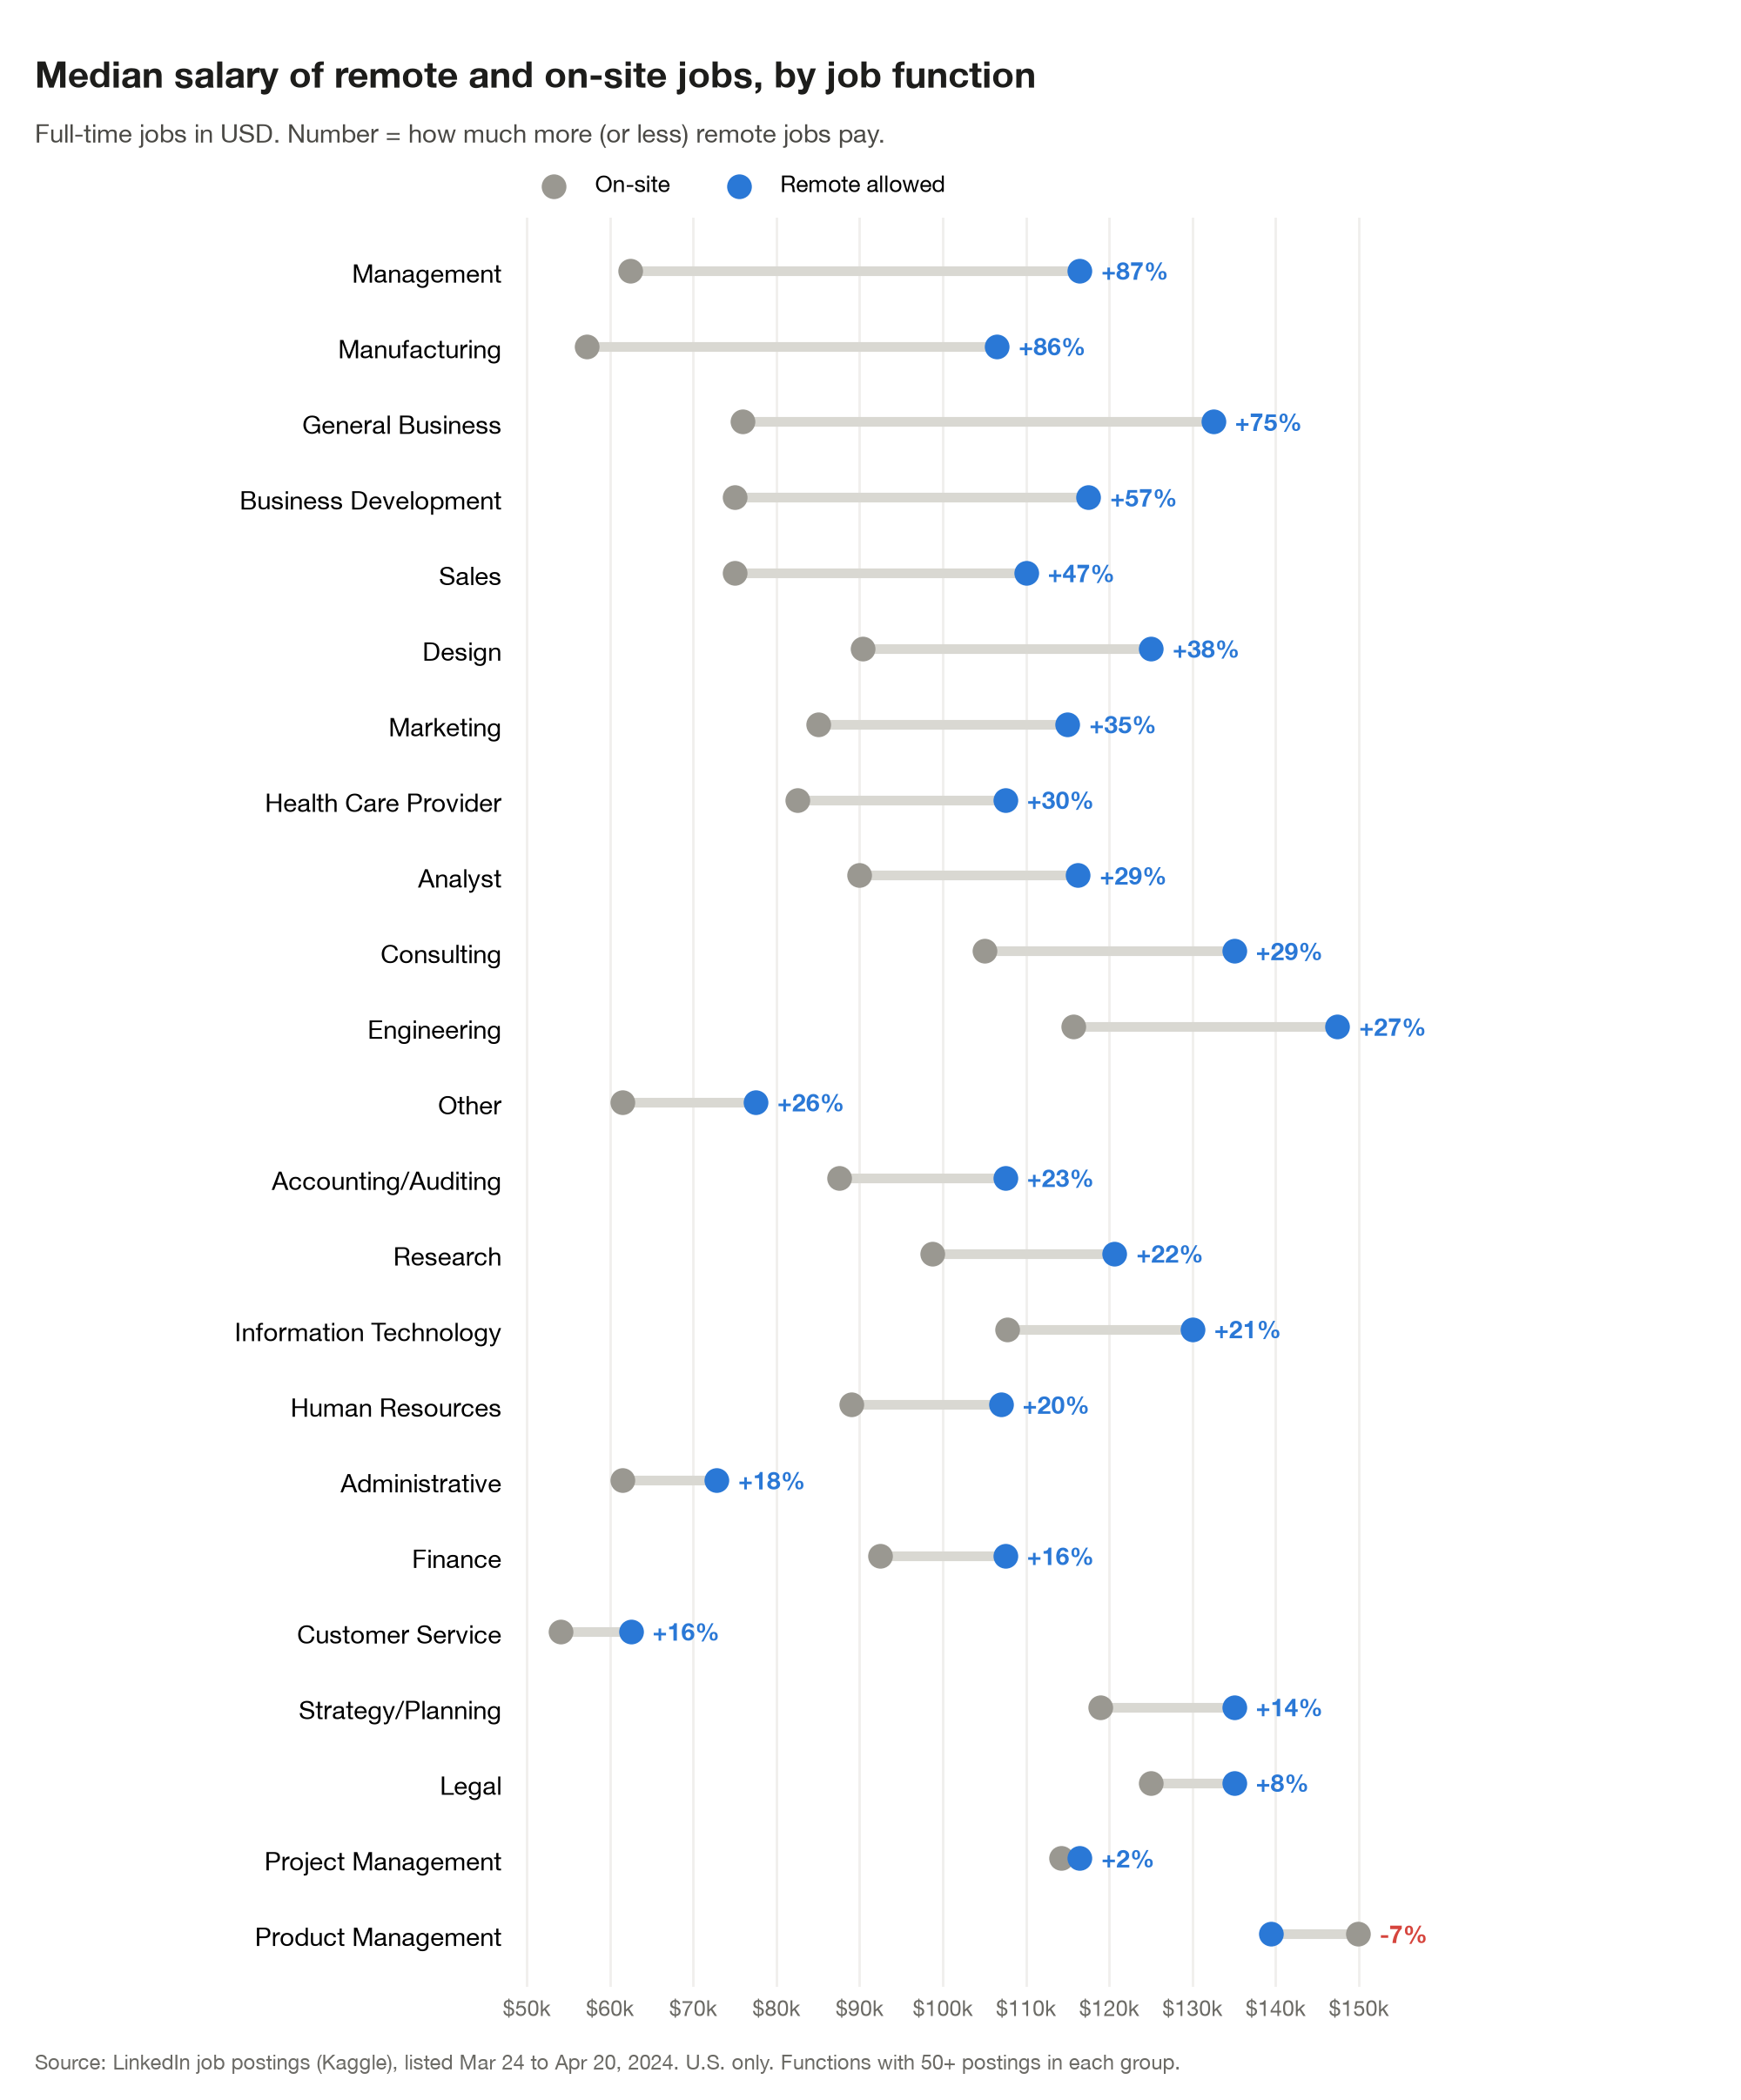 Median salary of remote and on-site jobs, by job function
Full-time jobs in USD. Number = how much more (or less) remote jobs pay.
On-site Remote allowed
Management +87%
Manufacturing +86%
General Business +75%
Business Development +57%
Sales +47%
Design +38%
Marketing +35%
Health Care Provider +30%
Analyst +29%
Consulting +29%
Engineering +27%
Other +26%
Accounting/Auditing +23%
Research +22%
Information Technology +21%
Human Resources +20%
Administrative +18%
Finance +16%
Customer Service +16%
Strategy/Planning +14%
Legal +8%
Project Management +2%
Product Management -7%
$50k $60k $70k $80k $90k $100k $110k $120k $130k $140k $150k
Source: LinkedIn job postings (Kaggle), listed Mar 24 to Apr 20, 2024. U.S. only. Functions with 50+ postings in each group.